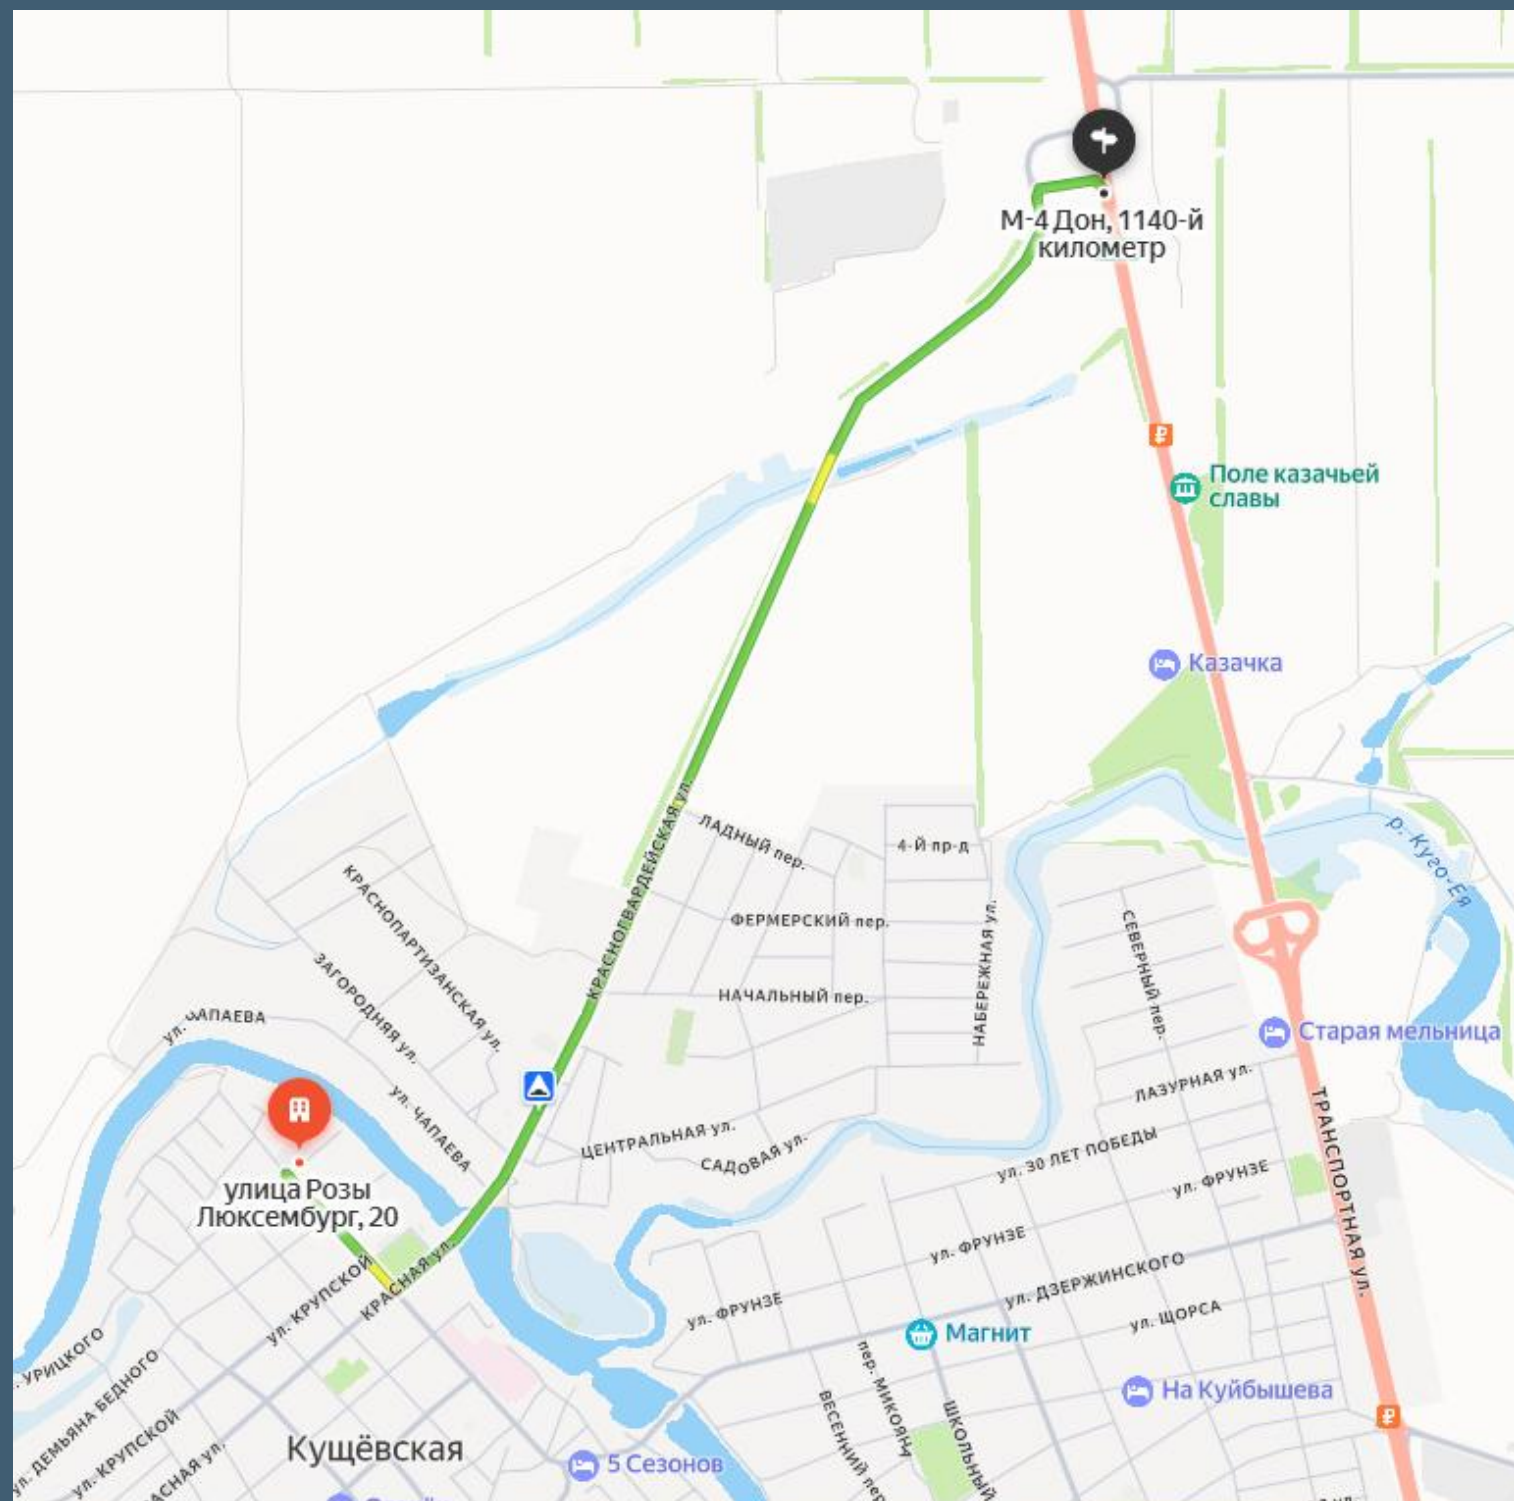 М-4 Дон, 1140-й
километр
Поле казачьей
славы
Казачка
р. Куго-Ея
КРАСНОГВАРДЕЙСКАЯ ул.
ЛАДНЫЙ пер.
4-Й пр-д
КРАСНОПАРТИЗАНСКАЯ ул.
ФЕРМЕРСКИЙ пер.
НАБЕРЕЖНАЯ ул.
СЕВЕРНЫЙ пер.
ЗАГОРОДНЯЯ ул.
НАЧАЛЬНЫЙ пер.
ул. ЧАПАЕВА
Старая мельница
ул. ЧАПАЕВА
ЛАЗУРНАЯ ул.
ТРАНСПОРТНАЯ ул.
ЦЕНТРАЛЬНАЯ ул.
САДОВАЯ ул.
ул. 30 ЛЕТ ПОБЕДЫ
ул. ФРУНЗЕ
улица Розы
Люксембург, 20
ул. ФРУНЗЕ
КРАСНАЯ ул.
ул. КРУПСКОЙ
ул. ДЗЕРЖИНСКОГО
ул. ФРУНЗЕ
ул. ЩОРСА
Магнит
. УРИЦКОГО
пер. МИКОЯН
На Куйбышева
ул. ДЕМЬЯНА БЕДНОГО
ВЕСЕННИЙ пер
ШКОЛЬНЫЙ
ул. КРУПСКОЙ
Кущёвская
5 Сезонов
АСНАЯ ул.